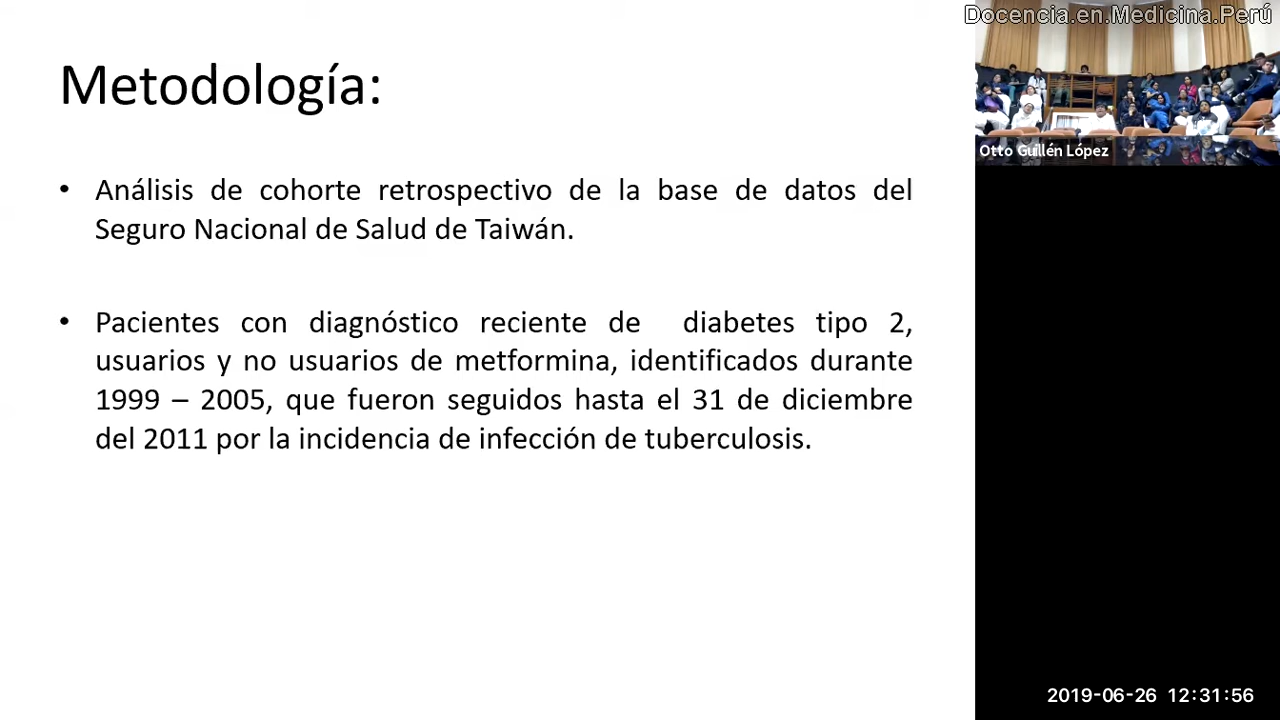 Docencia.en.Medicina.Perú
Metodología:
Otto Guillén López
• Análisis de cohorte retrospectivo de la base de datos del
Seguro Nacional de Salud de Taiwán.
• Pacientes con diagnóstico reciente de diabetes tipo 2,
usuarios y no usuarios de metformina, identificados durante
1999 – 2005, que fueron seguidos hasta el 31 de diciembre
del 2011 por la incidencia de infección de tuberculosis.
2019-06-26 12:31:56